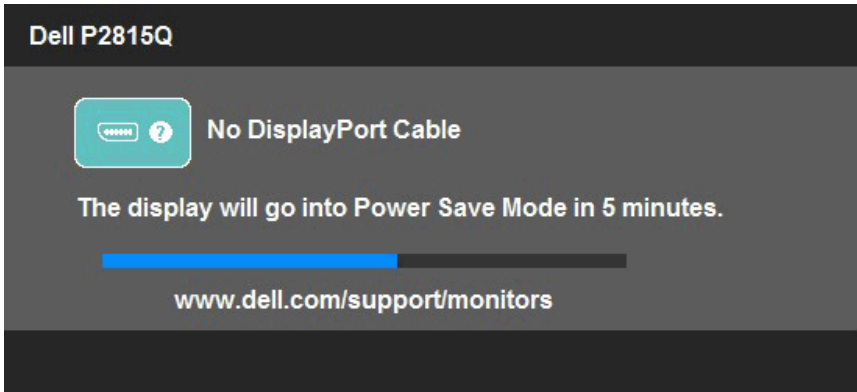 Dell P2815Q
No DisplayPort Cable
The display will go into Power Save Mode in 5 minutes.
www.dell.com/support/monitors